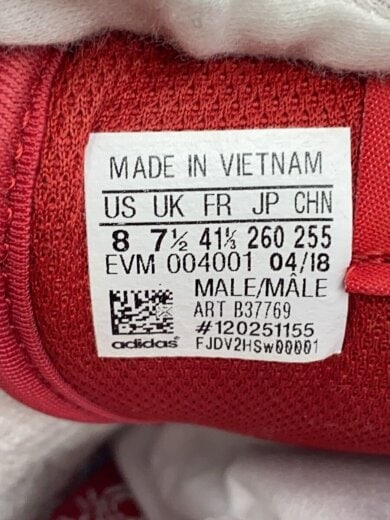 MADE IN VIETNAM
US UK FR JP CHN
8 7½ 41⅓ 260 255
EVM 004001 04/18
MALE/MÂLE
ART B37769
#120251155
adidas FJDV2HSw00001